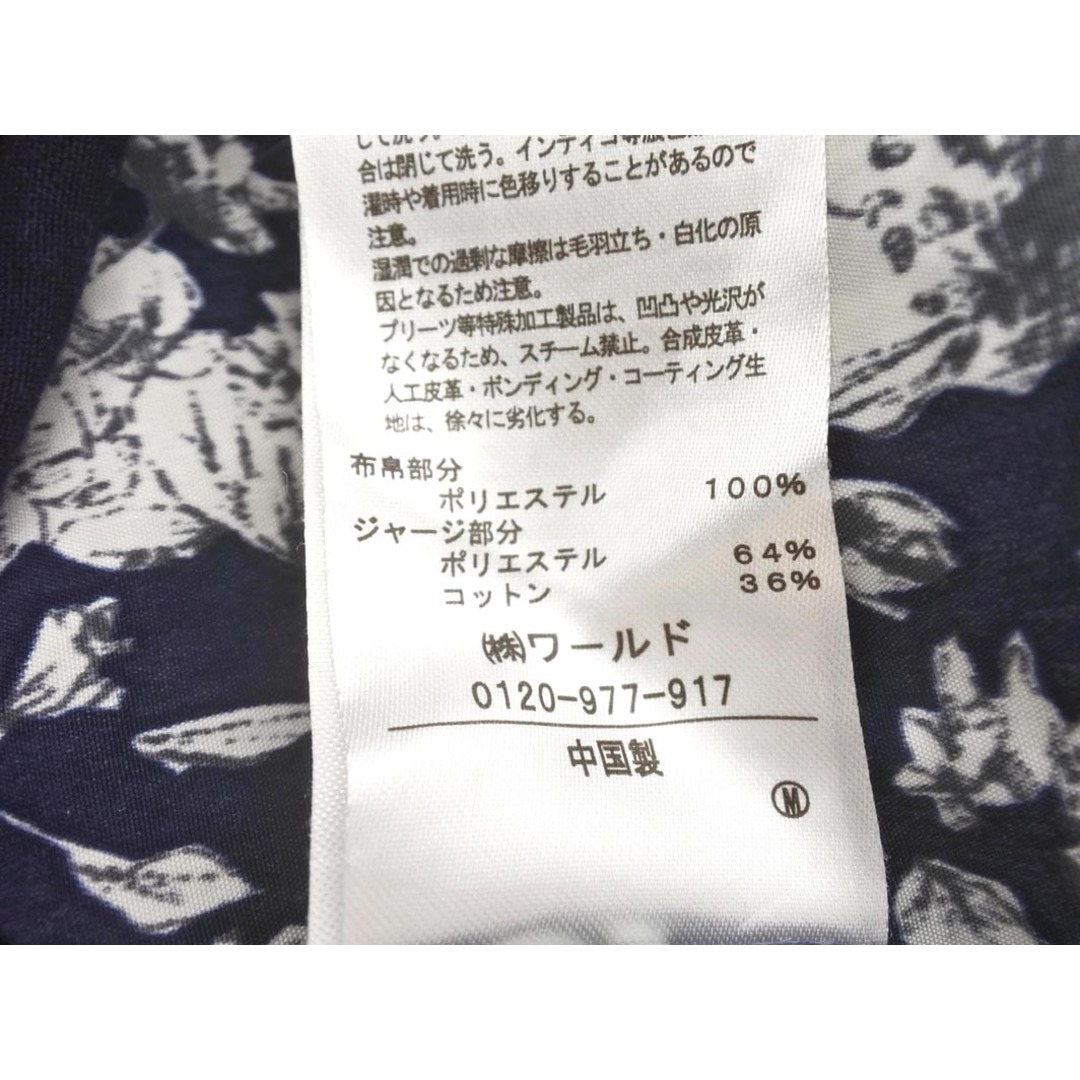 して洗う。
合は閉じて洗う。インディゴ等濃色
濯時や着用時に色移りすることがあるので
注意。
湿潤での過剰な摩擦は毛羽立ち・白化の原
因となるため注意。
プリーツ等特殊加工製品は、凹凸や光沢が
なくなるため、スチーム禁止。合成皮革・
人工皮革・ボンディング・コーティング生
地は、徐々に劣化する。
布帛部分
ポリエステル 100%
ジャージ部分
ポリエステル 64%
コットン 36%
㈱ワールド
0120-977-917
中国製
Ⓜ